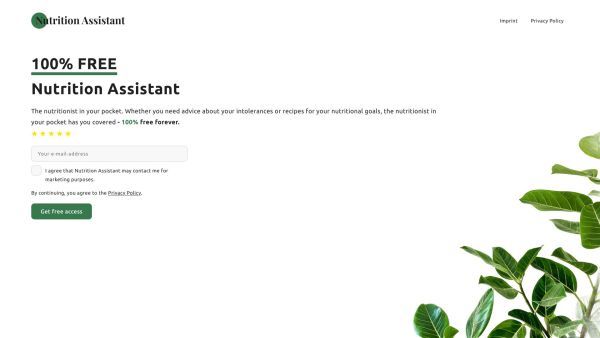 Nutrition Assistant
Imprint
Privacy Policy
100% FREE
Nutrition Assistant
The nutritionist in your pocket. Whether you need advice about your intolerances or recipes for your nutritional goals, the nutritionist in
your pocket has you covered - 100% free forever.
Your e-mail-address
I agree that Nutrition Assistant may contact me for
marketing purposes.
By continuing, you agree to the Privacy Policy.
Get free access